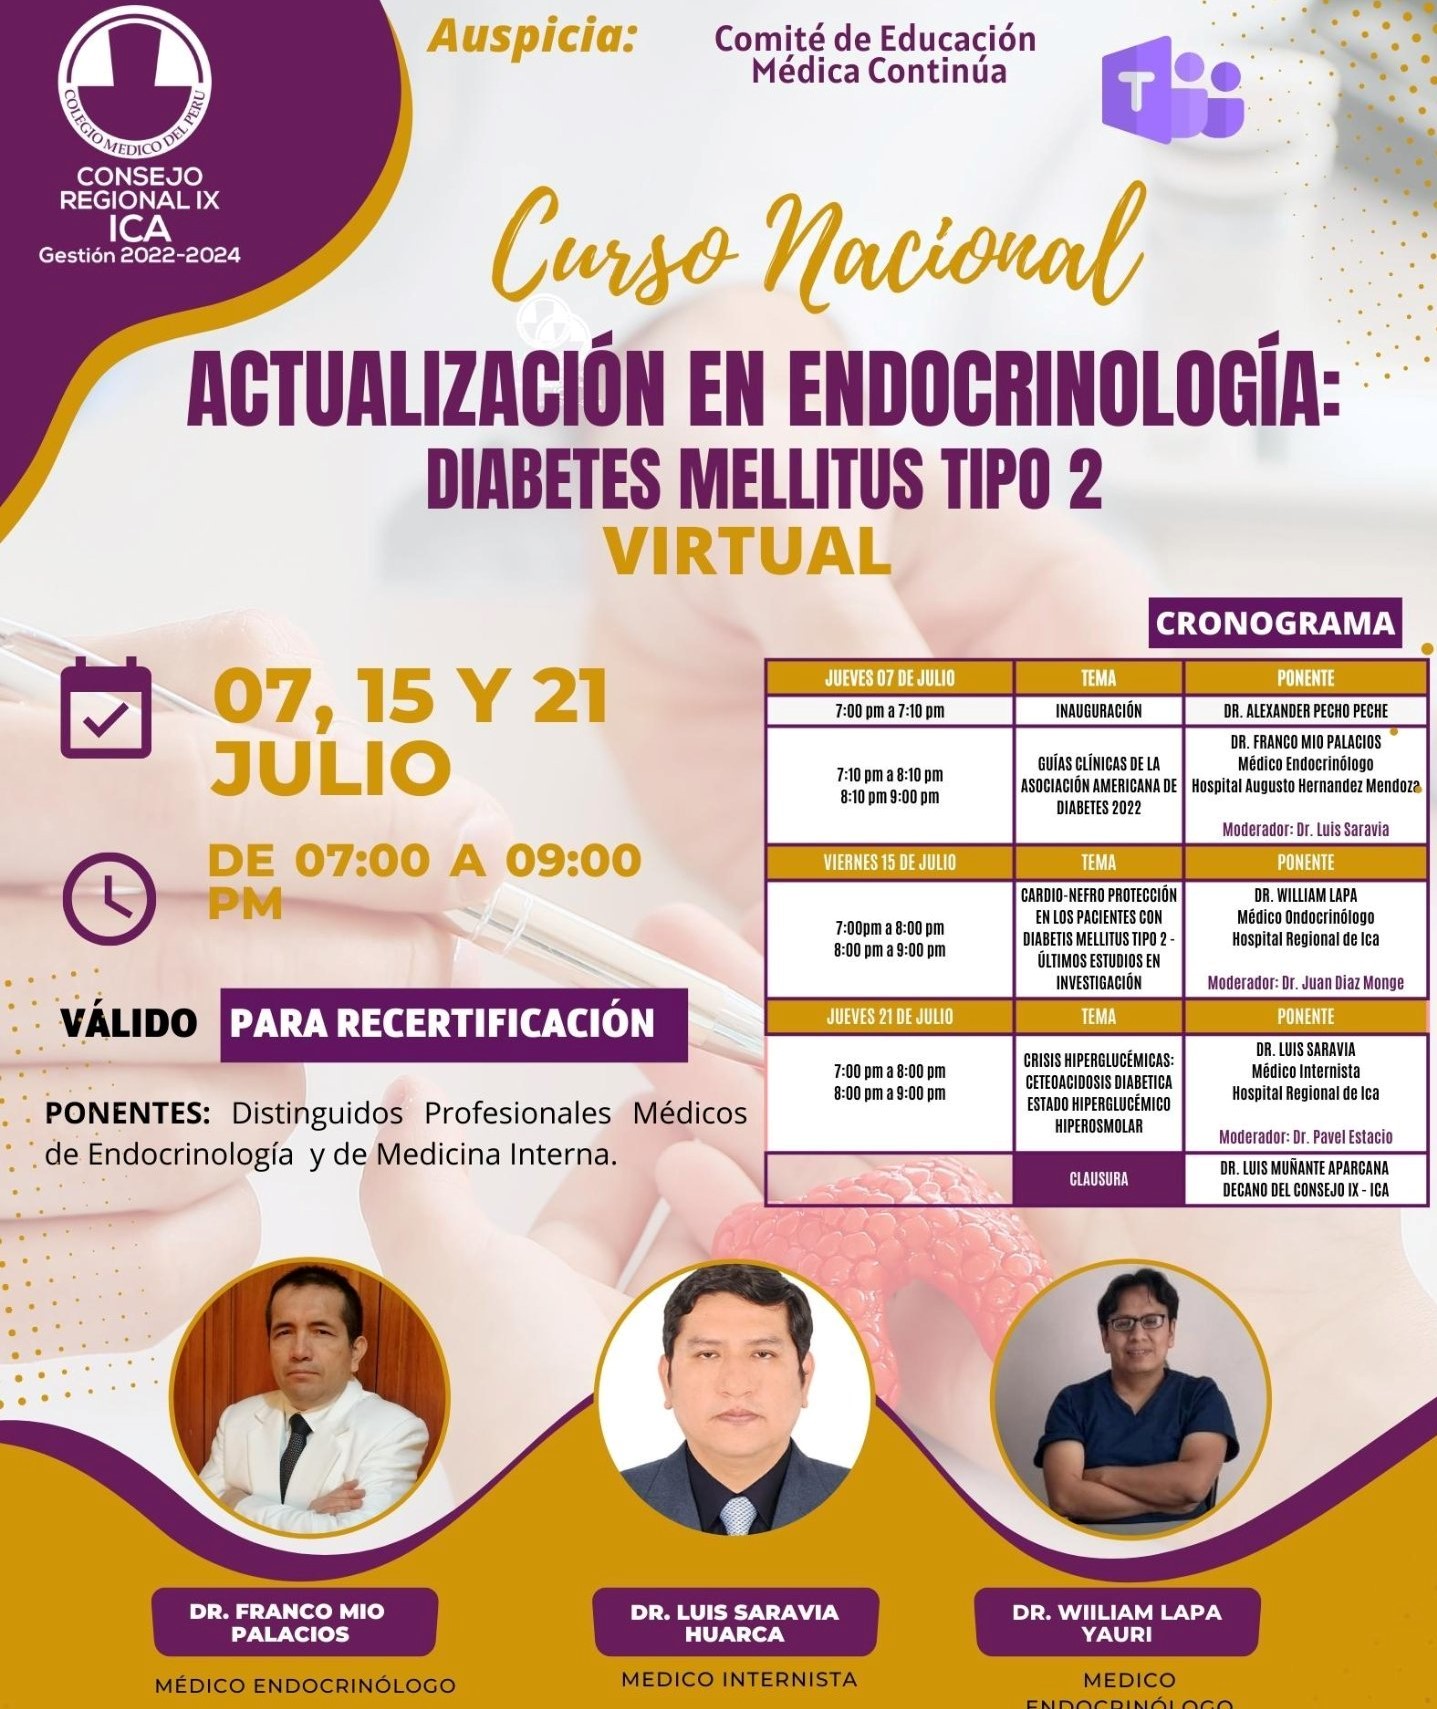 COLEGIO MEDICO DEL PERU
CONSEJO
REGIONAL IX
ICA
Gestión 2022-2024
Auspicia:
Comité de Educación
Médica Continúa
T
Curso Nacional
ACTUALIZACIÓN EN ENDOCRINOLOGÍA:
DIABETES MELLITUS TIPO 2
VIRTUAL
07, 15 Y 21
JULIO
DE 07:00 A 09:00
PM
VÁLIDO PARA RECERTIFICACIÓN
PONENTES: Distinguidos Profesionales Médicos
de Endocrinología y de Medicina Interna.
CRONOGRAMA
JUEVES 07 DE JULIO TEMA PONENTE
7:00 pm a 7:10 pm INAUGURACIÓN DR. ALEXANDER PECHO PECHE
7:10 pm a 8:10 pm
8:10 pm 9:00 pm
GUÍAS CLÍNICAS DE LA
ASOCIACIÓN AMERICANA DE
DIABETES 2022
DR. FRANCO MIO PALACIOS
Médico Endocrinólogo
Hospital Augusto Hernandez Mendoza
Moderador: Dr. Luis Saravia
VIERNES 15 DE JULIO TEMA PONENTE
7:00pm a 8:00 pm
8:00 pm a 9:00 pm
CARDIO-NEFRO PROTECCIÓN
EN LOS PACIENTES CON
DIABETIS MELLITUS TIPO 2 -
ÚLTIMOS ESTUDIOS EN
INVESTIGACIÓN
DR. WILLIAM LAPA
Médico Ondocrinólogo
Hospital Regional de Ica
Moderador: Dr. Juan Diaz Monge
JUEVES 21 DE JULIO TEMA PONENTE
7:00 pm a 8:00 pm
8:00 pm a 9:00 pm
CRISIS HIPERGLUCÉMICAS:
CETEOACIDOSIS DIABETICA
ESTADO HIPERGLUCÉMICO
HIPEROSMOLAR
DR. LUIS SARAVIA
Médico Internista
Hospital Regional de Ica
Moderador: Dr. Pavel Estacio
CLAUSURA
DR. LUIS MUÑANTE APARCANA
DECANO DEL CONSEJO IX - ICA
DR. FRANCO MIO
PALACIOS
MÉDICO ENDOCRINÓLOGO
DR. LUIS SARAVIA
HUARCA
MEDICO INTERNISTA
DR. WIILIAM LAPA
YAURI
MEDICO
ENDOCRINÓLOGO